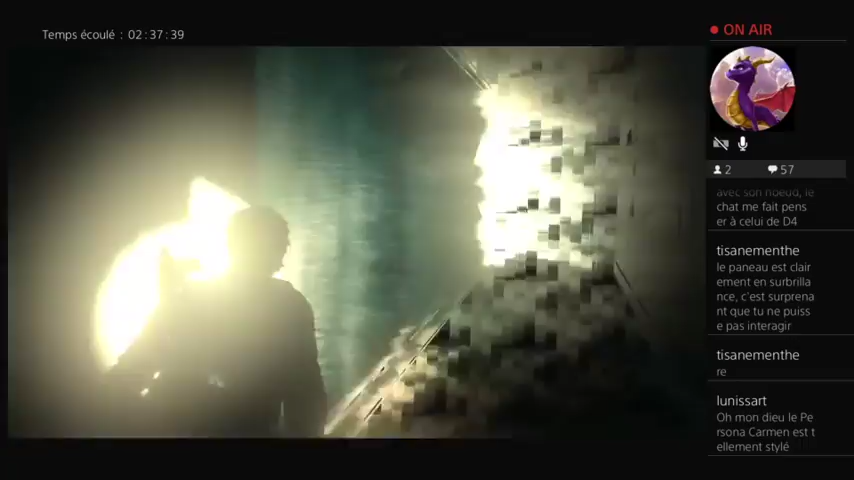 Temps écoulé : 02:37:39
ON AIR
2
57
avec son noeud, le
chat me fait pens
er à celui de D4
tisanementhe
le paneau est clair
ement en surbrilla
nce, c'est surprena
nt que tu ne puiss
e pas interagir
tisanementhe
re
lunissart
Oh mon dieu le Pe
rsona Carmen est t
ellement stylé